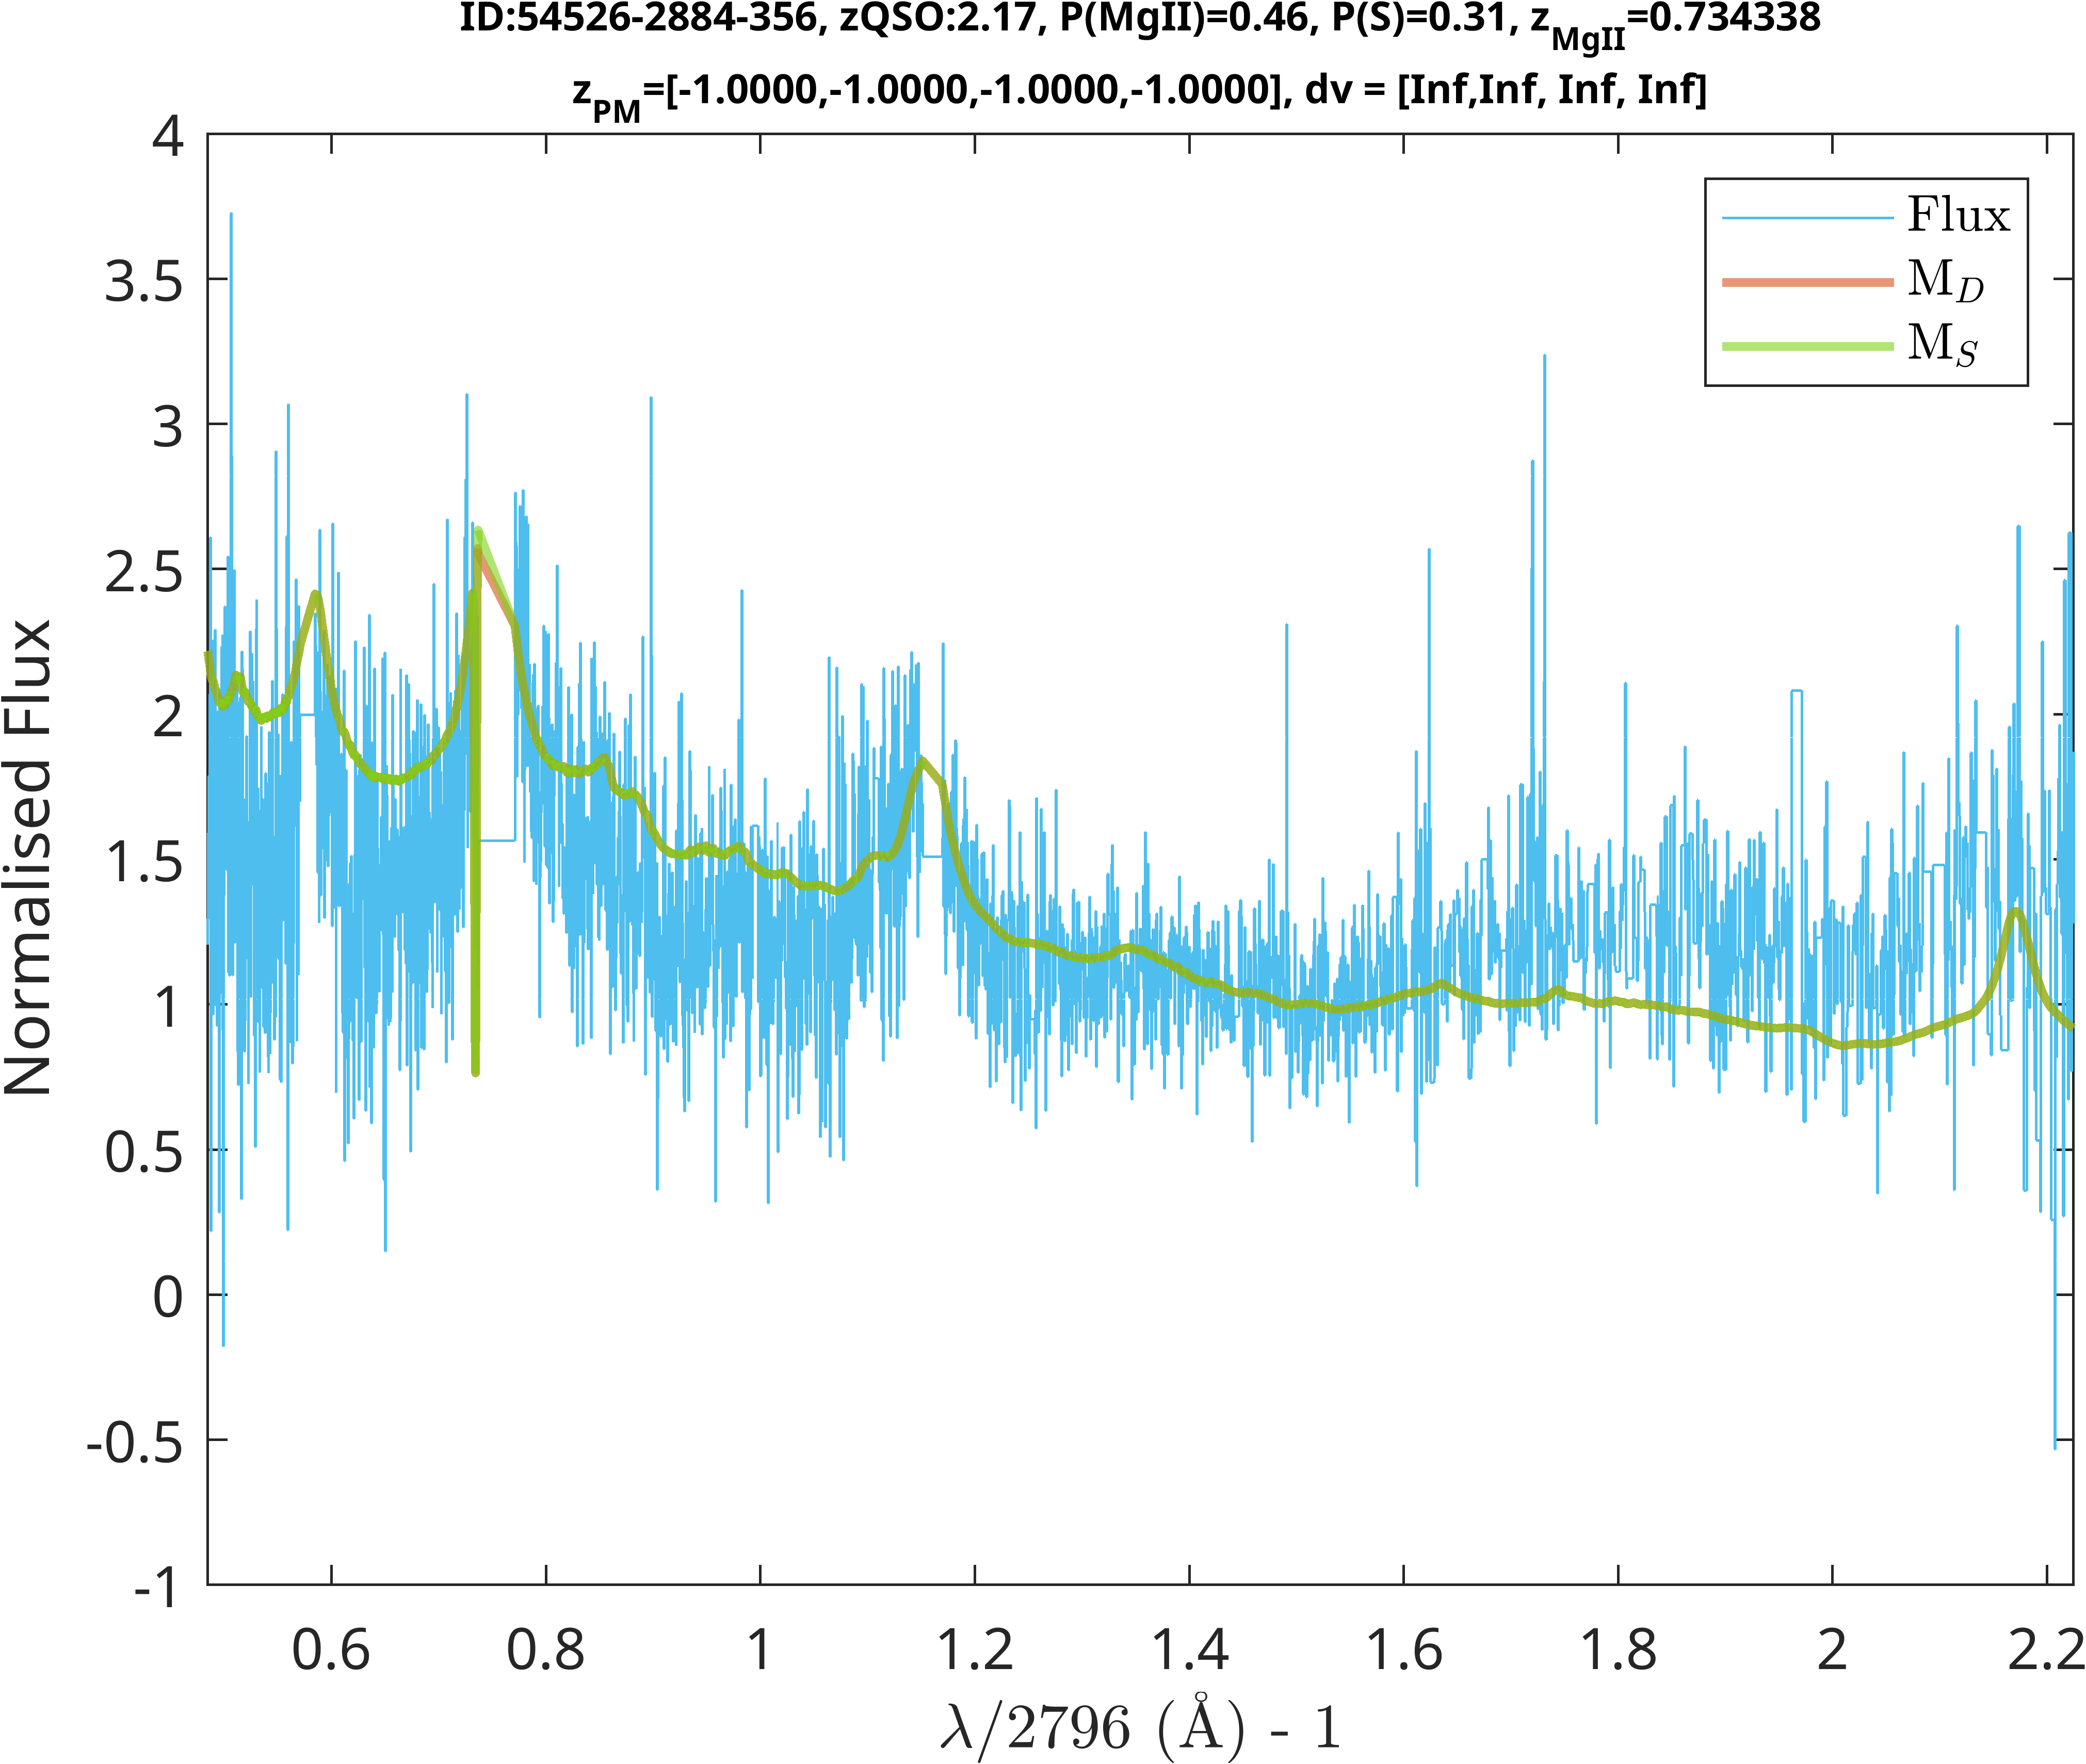 ID:54526-2884-356, zQSO:2.17, P(MgII)=0.46, P(S)=0.31, zMgII=0.734338
zPM=[-1.0000,-1.0000,-1.0000,-1.0000], dv = [Inf,Inf, Inf, Inf]
4
3.5
3
2.5
2
1.5
1
0.5
0
-0.5
-1
Normalised Flux
Flux
MD
MS
0.6 0.8 1 1.2 1.4 1.6 1.8 2 2.2
λ/2796 (Å) - 1